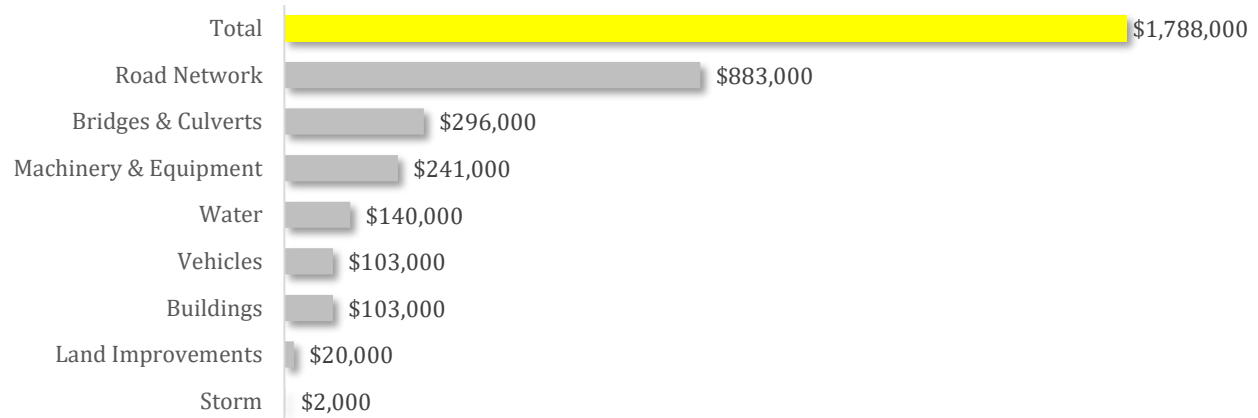 Total $1,788,000
Road Network $883,000
Bridges & Culverts $296,000
Machinery & Equipment $241,000
Water $140,000
Vehicles $103,000
Buildings $103,000
Land Improvements $20,000
Storm $2,000